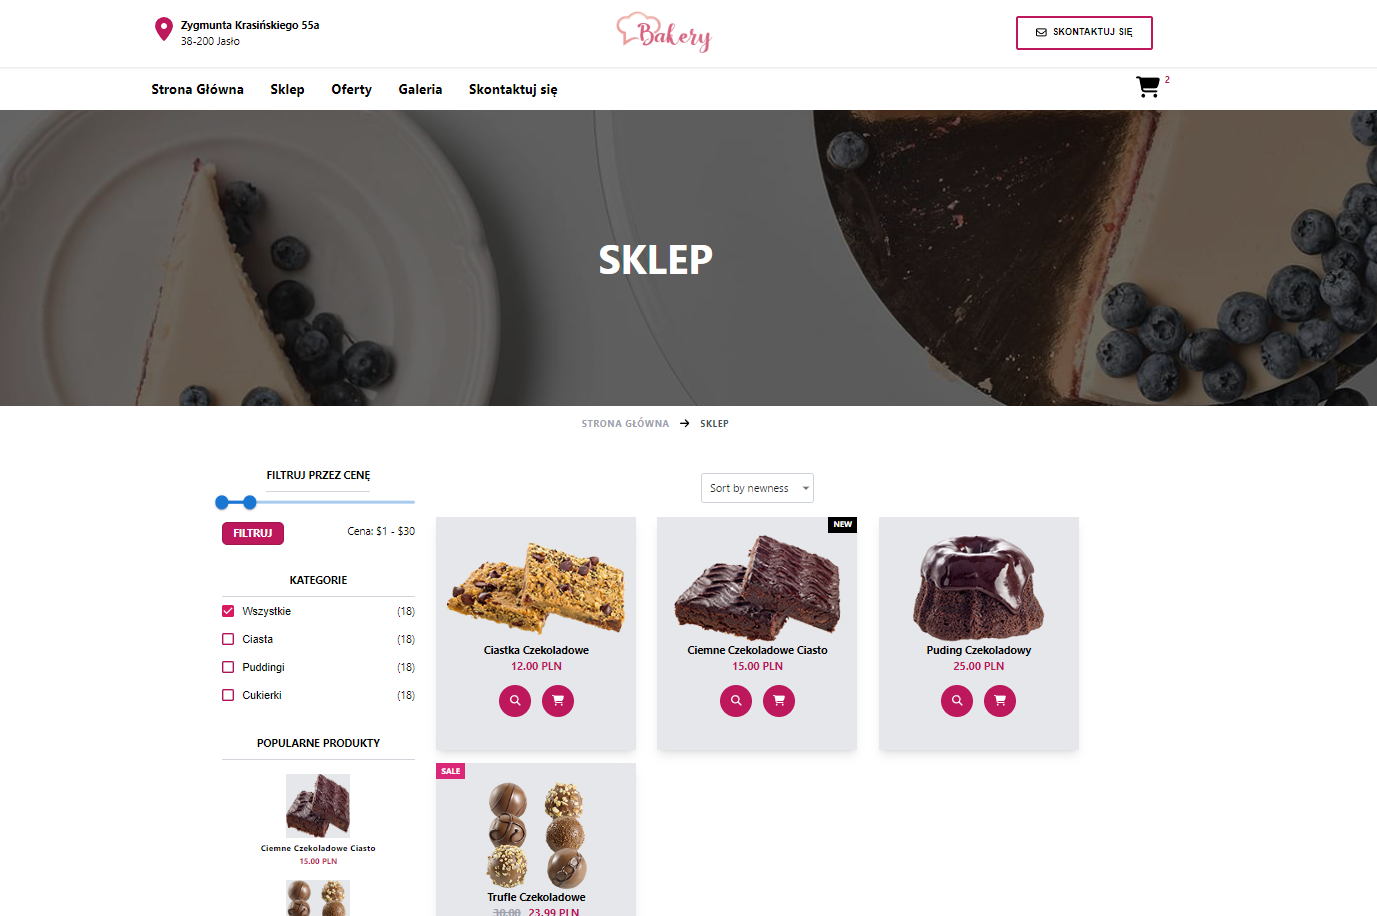 Zygmunta Krasińskiego 55a
38-200 Jasło
Bakery
SKONTAKTUJ SIĘ
Strona Główna
Sklep
Oferty
Galeria
Skontaktuj się
2
SKLEP
STRONA GŁÓWNA → SKLEP
FILTRUJ PRZEZ CENĘ
FILTRUJ
Cena: $1 - $30
KATEGORIE
Wszystkie (18)
Ciasta (18)
Puddingi (18)
Cukierki (18)
POPULARNE PRODUKTY
Ciemne Czekoladowe Ciasto
15.00 PLN
Sort by newness
Ciastka Czekoladowe
12.00 PLN
NEW
Ciemne Czekoladowe Ciasto
15.00 PLN
Puding Czekoladowy
25.00 PLN
SALE
Trufle Czekoladowe
30.00 23.99 PLN